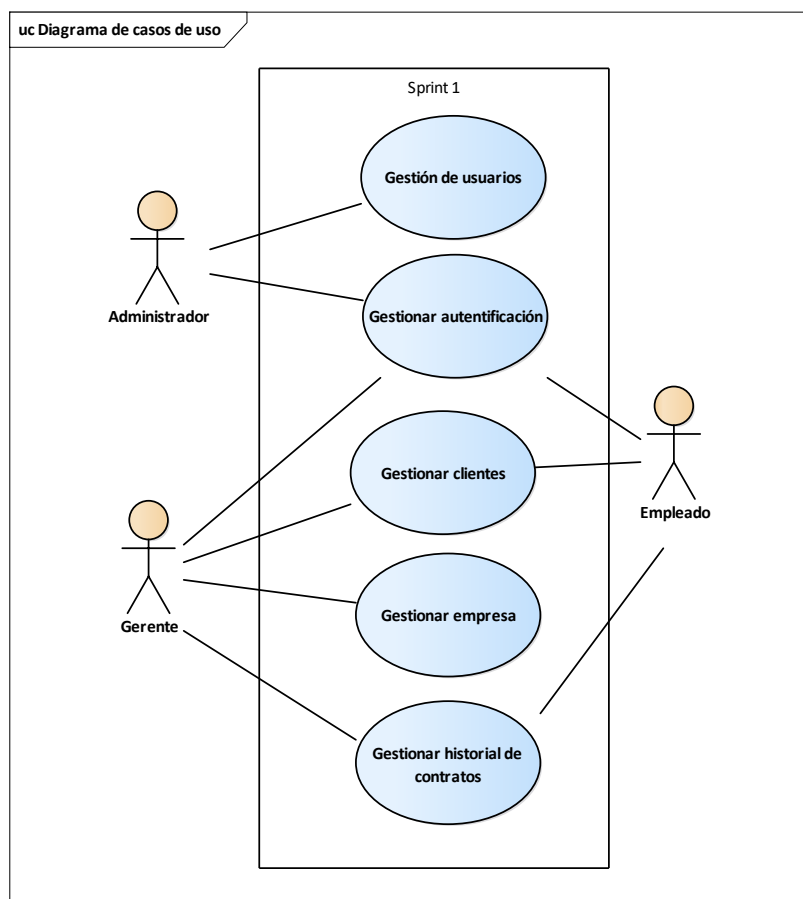 uc Diagrama de casos de uso
Sprint 1
Gestión de usuarios
Administrador
Gestionar autentificación
Gestionar clientes
Empleado
Gerente
Gestionar empresa
Gestionar historial de
contratos